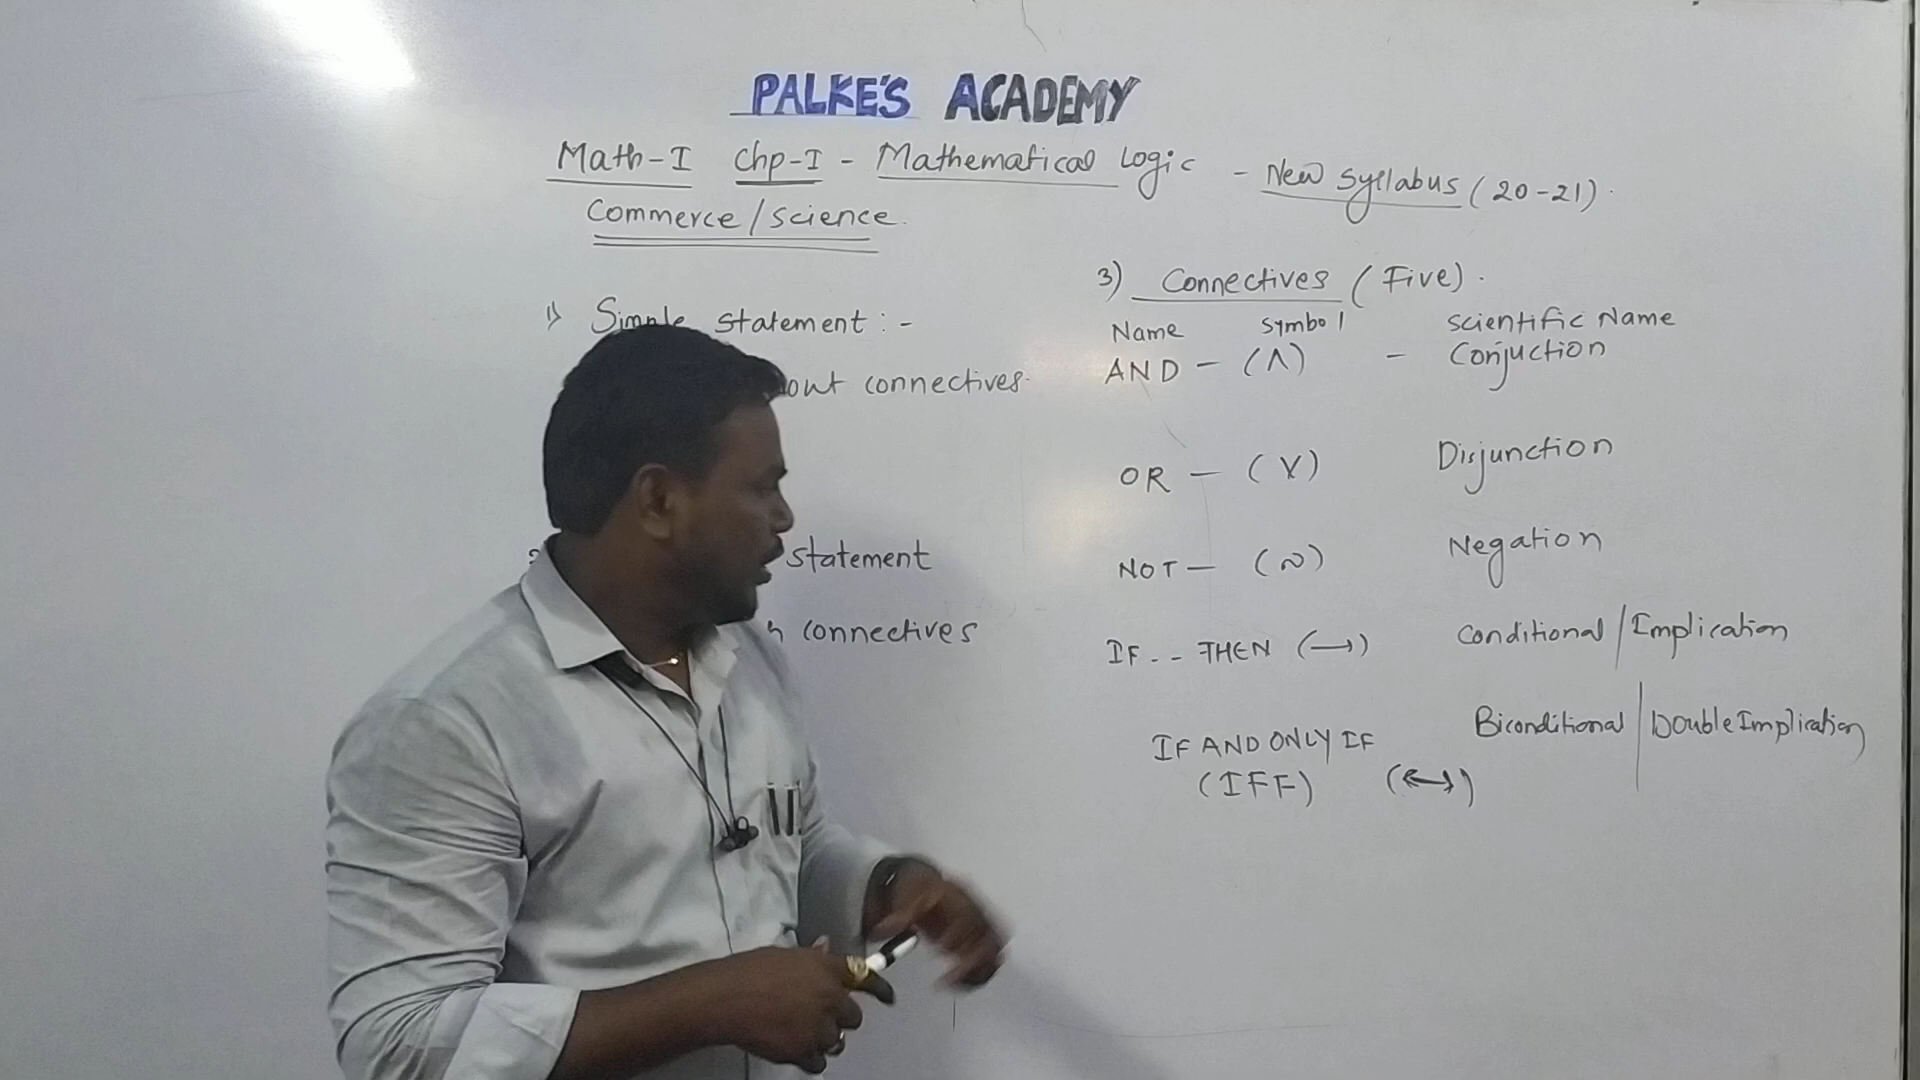 PALKE'S ACADEMY
Math-I Chp-I - Mathematical Logic - New Syllabus (20-21).
Commerce/science.
1) Simple statement :-
connectives.
statement
connectives
3) Connectives (Five).
Name Symbol Scientific Name
AND - (∧) - Conjuction
OR - (∨) Disjunction
NOT - (~) Negation
IF -- THEN (→) Conditional / Implication
IF AND ONLY IF Biconditional / Double Implication
(IFF) (↔)